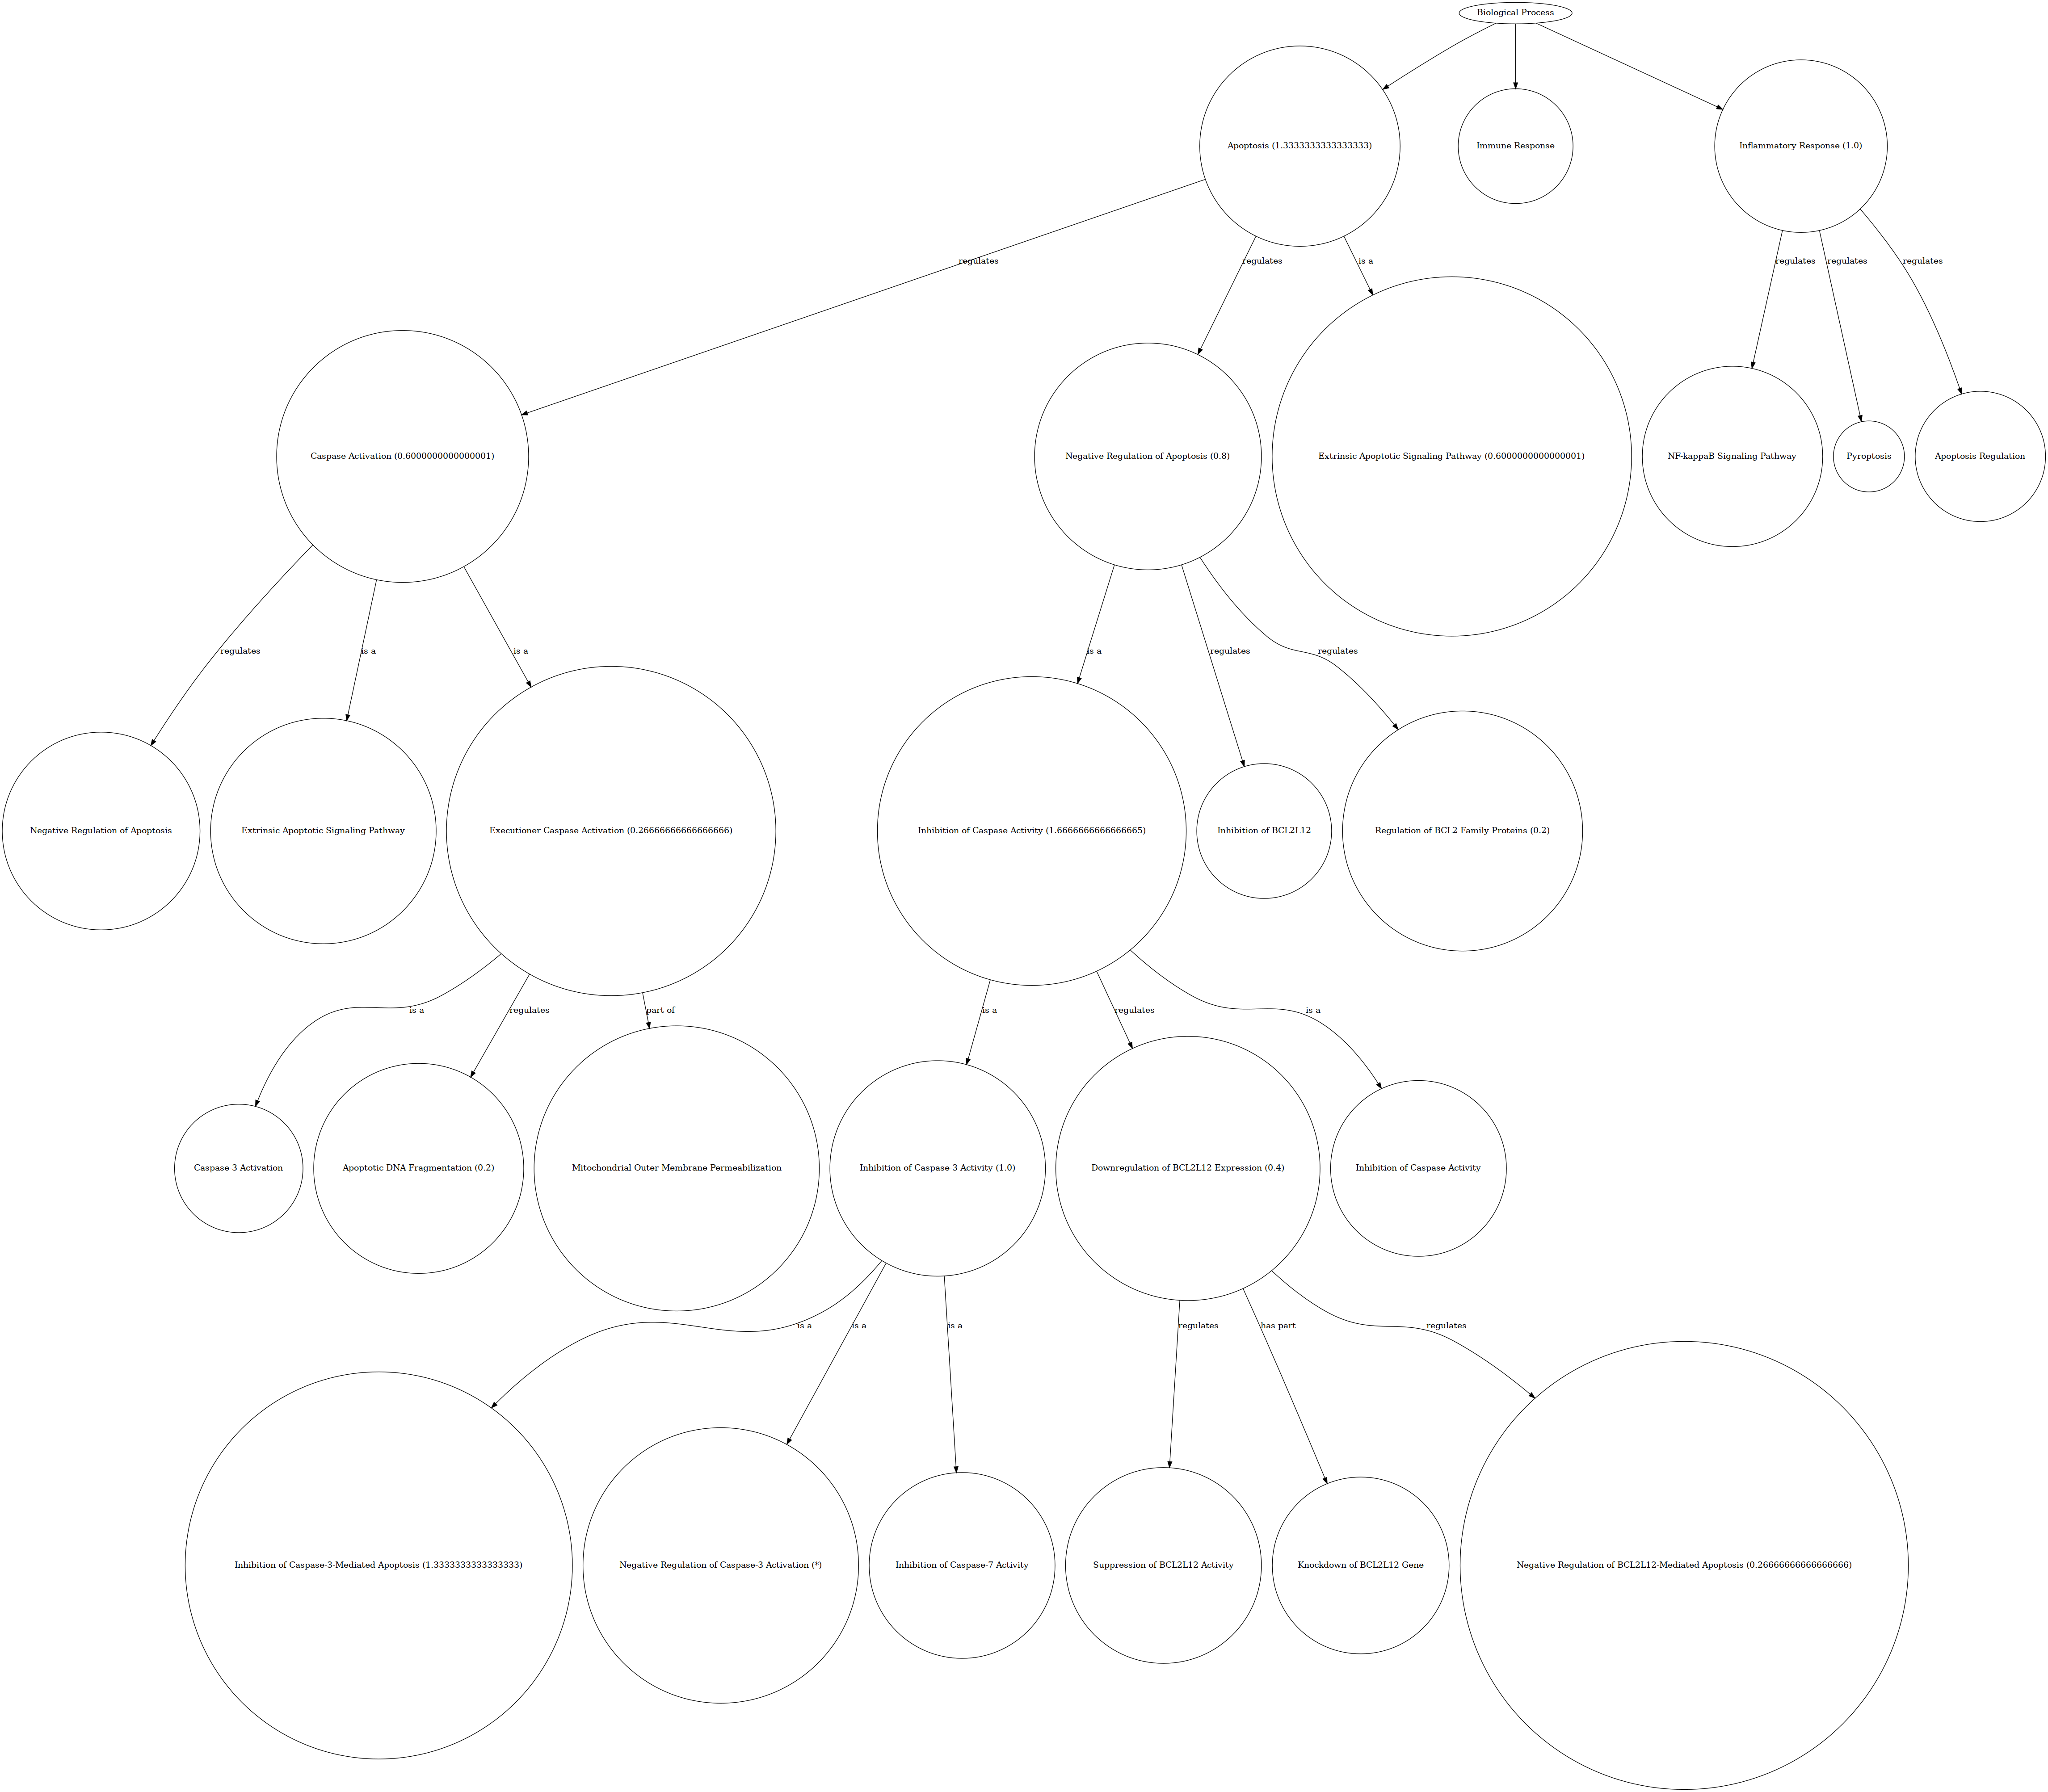 Biological Process
Apoptosis (1.3333333333333333)
Immune Response
Inflammatory Response (1.0)
regulates
regulates
is a
regulates
regulates
regulates
Caspase Activation (0.6000000000000001)
Negative Regulation of Apoptosis (0.8)
Extrinsic Apoptotic Signaling Pathway (0.6000000000000001)
NF-kappaB Signaling Pathway
Pyroptosis
Apoptosis Regulation
regulates
is a
is a
is a
regulates
regulates
Negative Regulation of Apoptosis
Extrinsic Apoptotic Signaling Pathway
Executioner Caspase Activation (0.26666666666666666)
Inhibition of Caspase Activity (1.6666666666666665)
Inhibition of BCL2L12
Regulation of BCL2 Family Proteins (0.2)
is a
regulates
part of
is a
regulates
is a
Caspase-3 Activation
Apoptotic DNA Fragmentation (0.2)
Mitochondrial Outer Membrane Permeabilization
Inhibition of Caspase-3 Activity (1.0)
Downregulation of BCL2L12 Expression (0.4)
Inhibition of Caspase Activity
is a
is a
is a
regulates
has part
regulates
Inhibition of Caspase-3-Mediated Apoptosis (1.3333333333333333)
Negative Regulation of Caspase-3 Activation (*)
Inhibition of Caspase-7 Activity
Suppression of BCL2L12 Activity
Knockdown of BCL2L12 Gene
Negative Regulation of BCL2L12-Mediated Apoptosis (0.26666666666666666)